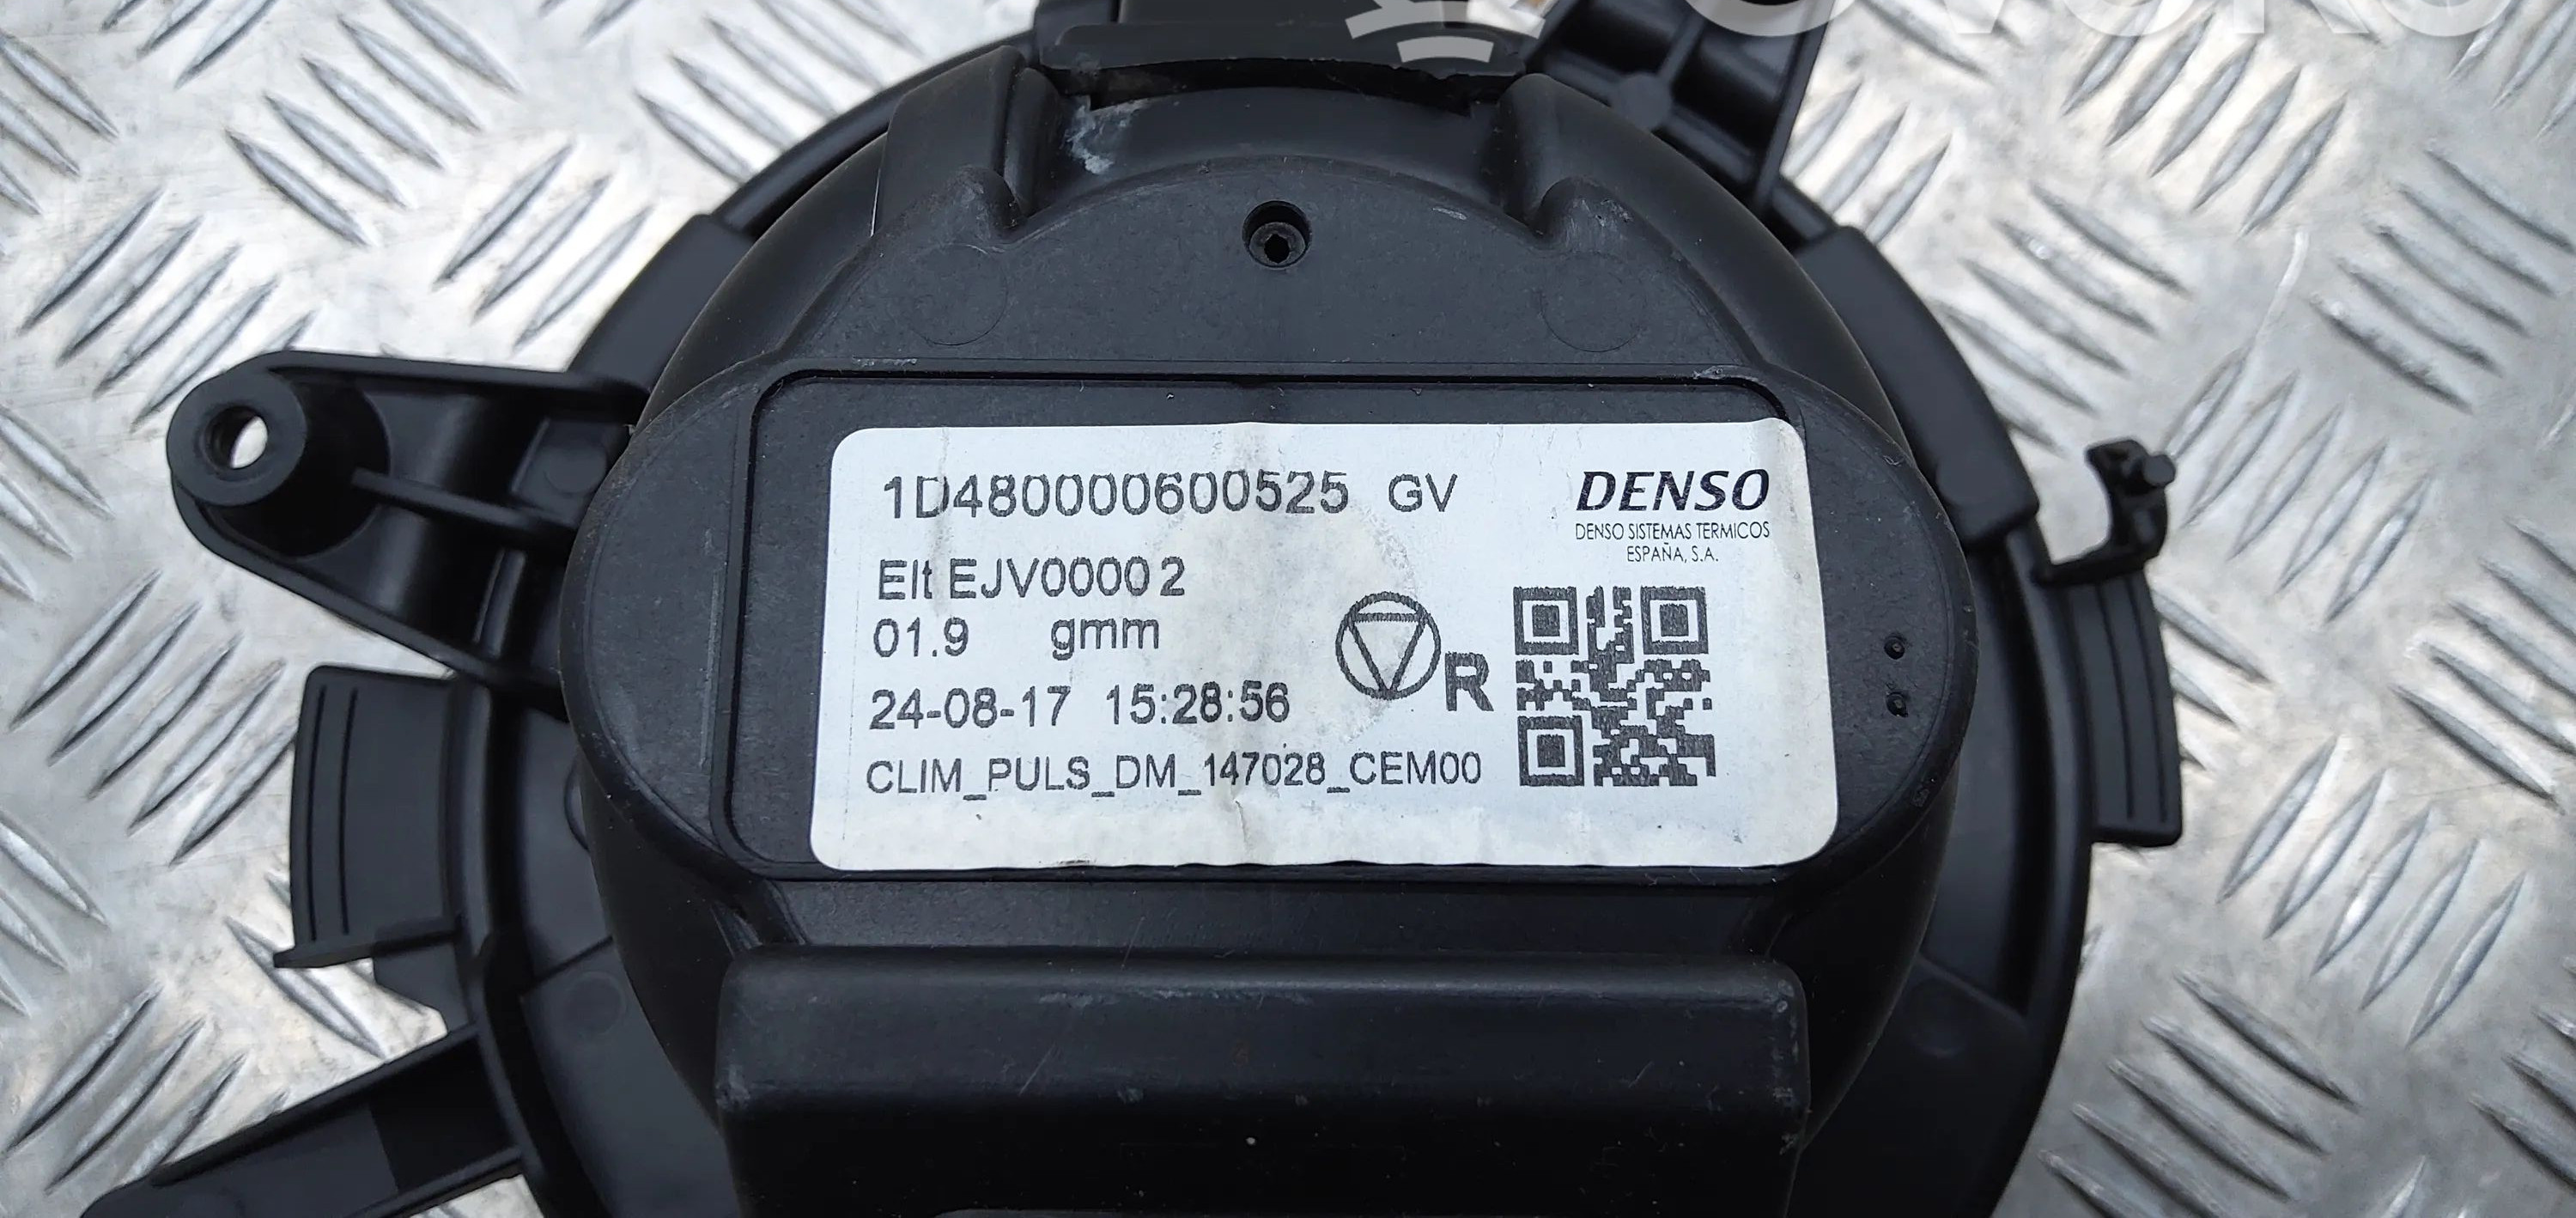 1D480000600525 GV
DENSO
DENSO SISTEMAS TERMICOS
ESPAÑA, S.A.
Elt EJV00002
01.9 gmm
R
24-08-17 15:28:56
CLIM_PULS_DM_147028_CEM00